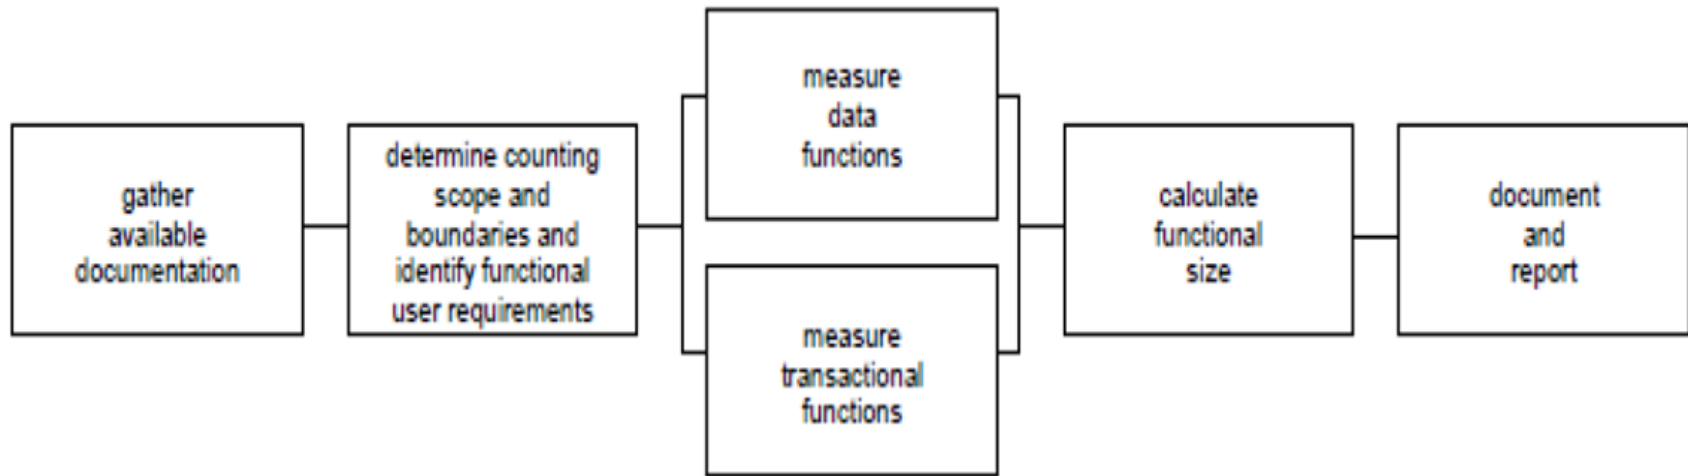 gather
available
documentation
determine counting
scope and
boundaries and
identify functional
user requirements
measure
data
functions
measure
transactional
functions
calculate
functional
size
document
and
report